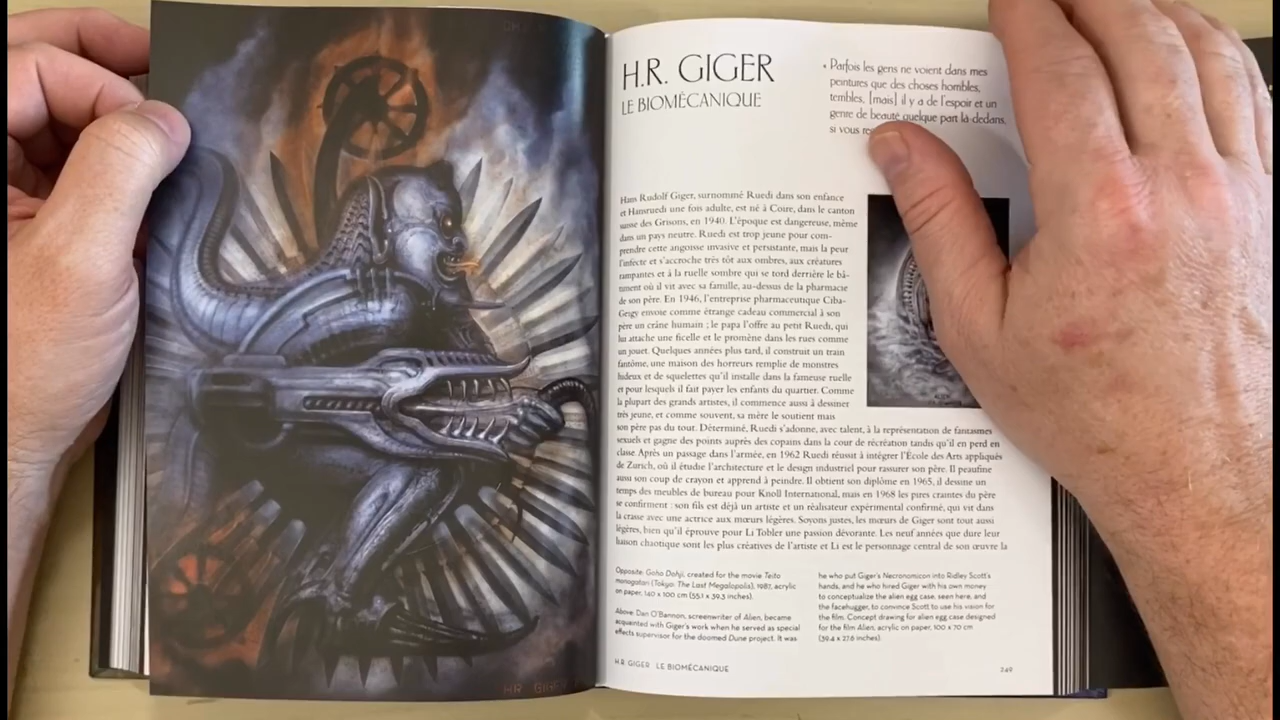 H.R. GIGER
LE BIOMÉCANIQUE
« Parfois les gens ne voient dans mes
peintures que des choses horribles,
terribles, [mais] il y a de l'espoir et un
genre de beauté quelque part là-dedans,
si vous
Hans Rudolf Giger, surnommé Ruedi dans son enfance
et Hansruedi une fois adulte, est né à Coire, dans le canton
suisse des Grisons, en 1940. L'époque est dangereuse, même
dans un pays neutre. Ruedi est trop jeune pour com-
prendre cette angoisse invasive et persistante, mais la peur
l'infecte et s'accroche très tôt aux ombres, aux créatures
rampantes et à la ruelle sombre qui se tord derrière le bâ-
timent où il vit avec sa famille, au-dessus de la pharmacie
de son père. En 1946, l'entreprise pharmaceutique Ciba-
Geigy envoie comme étrange cadeau commercial à son
père un crâne humain ; le papa l'offre au petit Ruedi, qui
lui attache une ficelle et le promène dans les rues comme
un jouet. Quelques années plus tard, il construit un train
fantôme, une maison des horreurs remplie de monstres
hideux et de squelettes qu'il installe dans la fameuse ruelle
et pour lesquels il fait payer les enfants du quartier. Comme
la plupart des grands artistes, il commence aussi à dessiner
très jeune, et comme souvent, sa mère le soutient mais
son père pas du tout. Déterminé, Ruedi s'adonne, avec talent, à la représentation de fantasmes
sexuels et gagne des points auprès des copains dans la cour de récréation tandis qu'il en perd en
classe. Après un passage dans l'armée, en 1962 Ruedi réussit à intégrer l'École des Arts appliqués
de Zurich, où il étudie l'architecture et le design industriel pour rassurer son père. Il peaufine
aussi son coup de crayon et apprend à peindre. Il obtient son diplôme en 1965, il dessine un
temps des meubles de bureau pour Knoll International, mais en 1968 les pires craintes du père
se confirment : son fils est déjà un artiste et un réalisateur expérimental confirmé, qui vit dans
la crasse avec une actrice aux mœurs légères. Soyons justes, les mœurs de Giger sont tout aussi
légères, bien qu'il éprouve pour Li Tobler une passion dévorante. Les neuf années que dure leur
liaison chaotique sont les plus créatives de l'artiste et Li est le personnage central de son œuvre la
Opposite: Goho Dohji, created for the movie Teito
monogatari (Tokyo: The Last Megalopolis), 1987, acrylic
on paper, 140 x 100 cm (55.1 x 39.3 inches).
Above: Dan O'Bannon, screenwriter of Alien, became
acquainted with Giger's work when he served as special
effects supervisor for the doomed Dune project. It was
he who put Giger's Necronomicon into Ridley Scott's
hands, and he who hired Giger with his own money
to conceptualize the alien egg case, seen here, and
the facehugger, to convince Scott to use his vision for
the film. Concept drawing for alien egg case designed
for the film Alien, acrylic on paper, 100 x 70 cm
(39.4 x 27.6 inches).
H.R. GIGER LE BIOMÉCANIQUE
249
ALIEN
HR GIGER